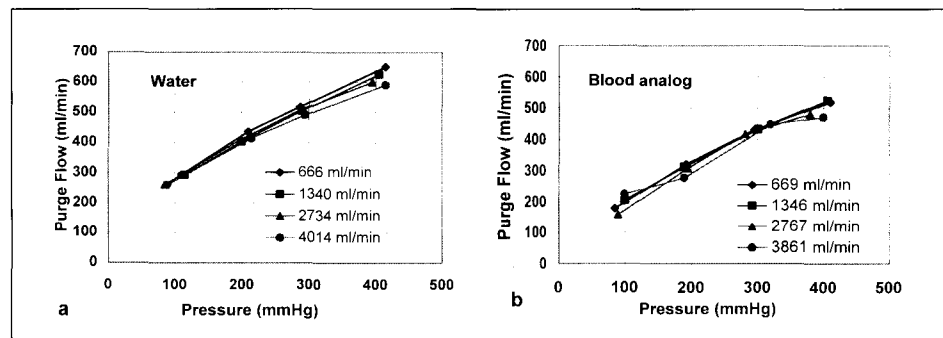 Water
Purge Flow (ml/min)
700
600
500
400
300
200
100
0
666 ml/min
1340 ml/min
2734 ml/min
4014 ml/min
0 100 200 300 400 500
Pressure (mmHg)
a
Blood analog
Purge Flow (ml/min)
700
600
500
400
300
200
100
0
669 ml/min
1346 ml/min
2767 ml/min
3861 ml/min
0 100 200 300 400 500
Pressure (mmHg)
b